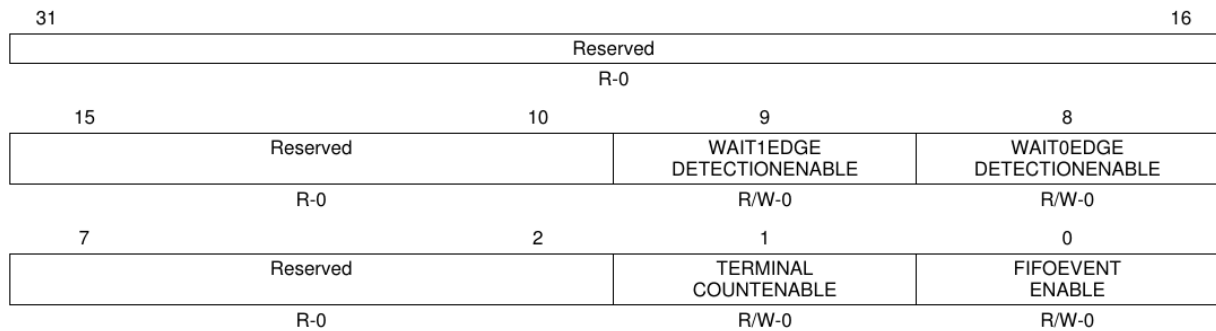 31 16
Reserved
R-0
15 10 9 8
Reserved WAIT1EDGE WAIT0EDGE
DETECTIONENABLE DETECTIONENABLE
R-0 R/W-0 R/W-0
7 2 1 0
Reserved TERMINAL FIFOEVENT
COUNTENABLE ENABLE
R-0 R/W-0 R/W-0